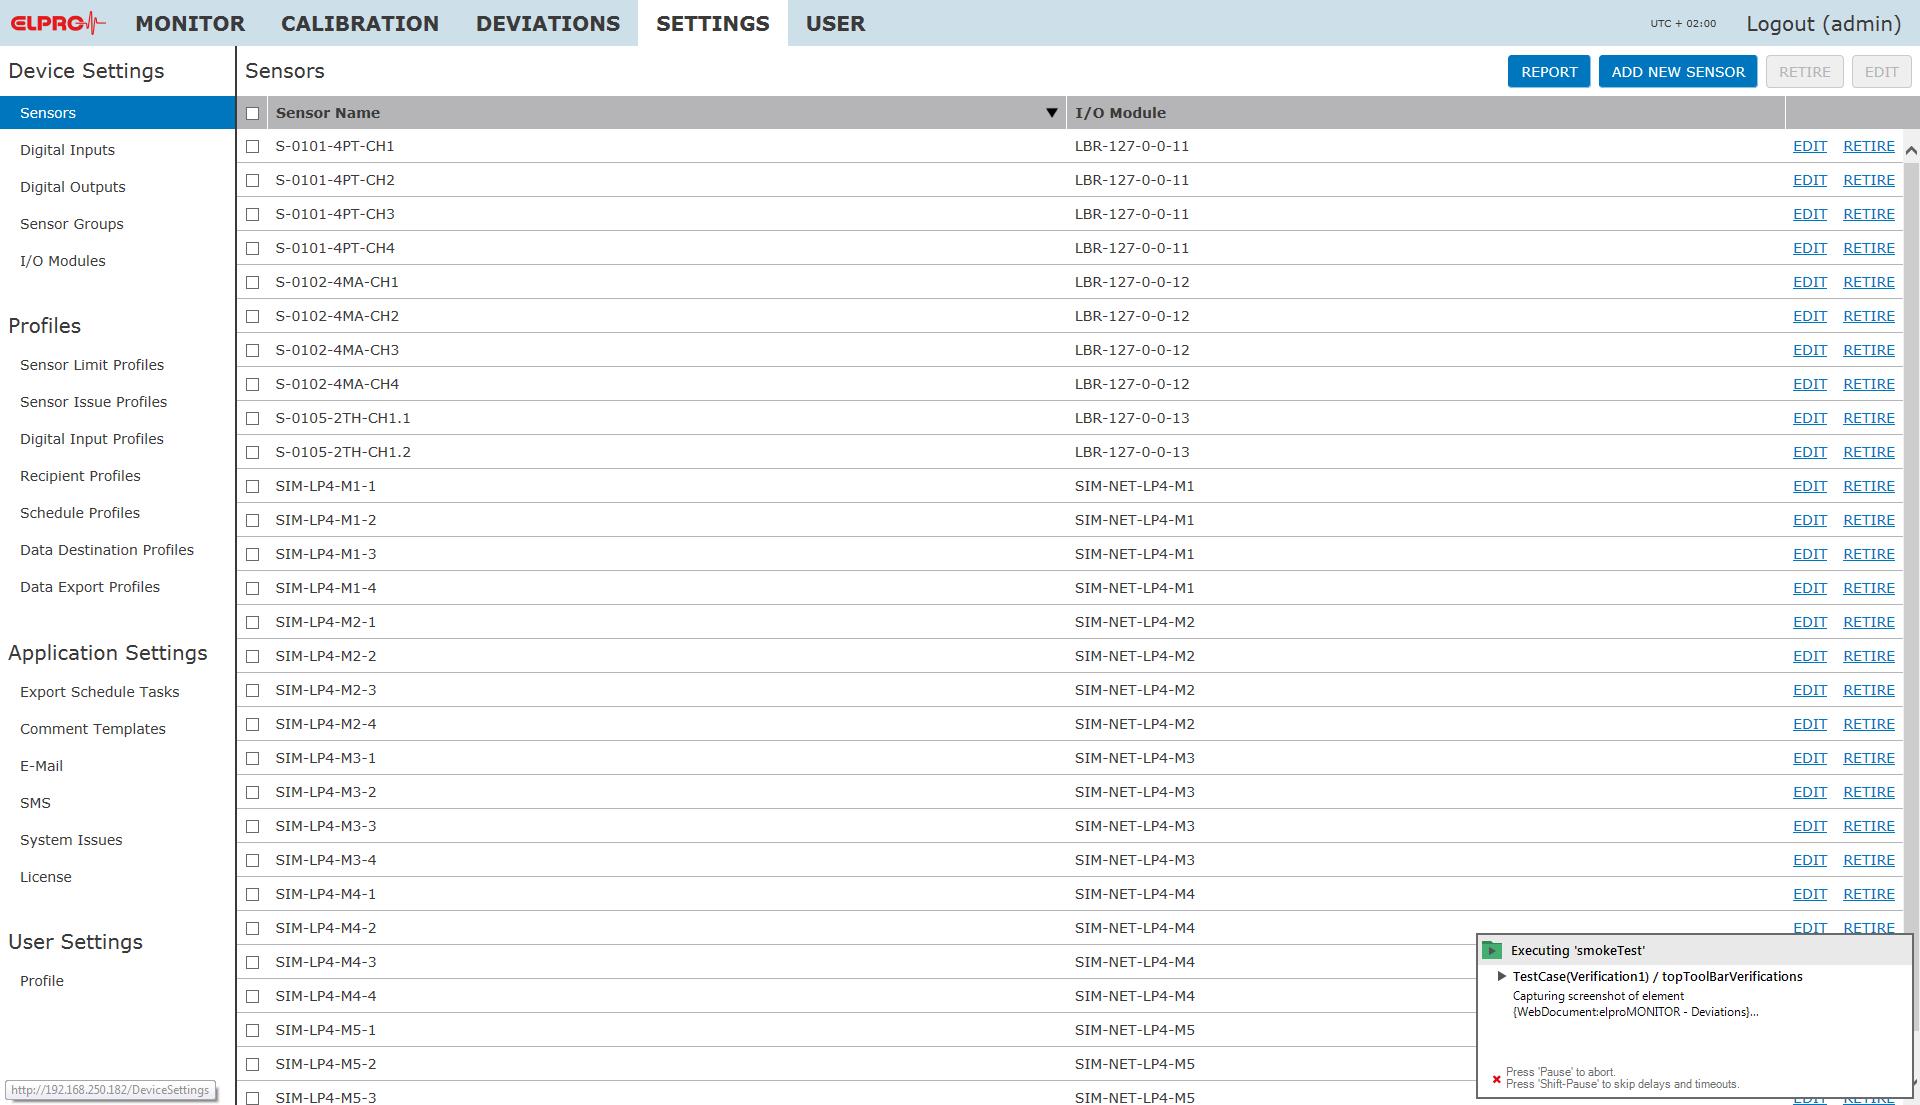 ELPRO MONITOR CALIBRATION DEVIATIONS SETTINGS USER UTC + 02:00 Logout (admin)
Device Settings
Sensors
Digital Inputs
Digital Outputs
Sensor Groups
I/O Modules
Profiles
Sensor Limit Profiles
Sensor Issue Profiles
Digital Input Profiles
Recipient Profiles
Schedule Profiles
Data Destination Profiles
Data Export Profiles
Application Settings
Export Schedule Tasks
Comment Templates
E-Mail
SMS
System Issues
License
User Settings
Profile
http://192.168.250.182/DeviceSettings
Sensors REPORT ADD NEW SENSOR RETIRE EDIT
Sensor Name ▼ I/O Module
S-0101-4PT-CH1 LBR-127-0-0-11 EDIT RETIRE
S-0101-4PT-CH2 LBR-127-0-0-11 EDIT RETIRE
S-0101-4PT-CH3 LBR-127-0-0-11 EDIT RETIRE
S-0101-4PT-CH4 LBR-127-0-0-11 EDIT RETIRE
S-0102-4MA-CH1 LBR-127-0-0-12 EDIT RETIRE
S-0102-4MA-CH2 LBR-127-0-0-12 EDIT RETIRE
S-0102-4MA-CH3 LBR-127-0-0-12 EDIT RETIRE
S-0102-4MA-CH4 LBR-127-0-0-12 EDIT RETIRE
S-0105-2TH-CH1.1 LBR-127-0-0-13 EDIT RETIRE
S-0105-2TH-CH1.2 LBR-127-0-0-13 EDIT RETIRE
SIM-LP4-M1-1 SIM-NET-LP4-M1 EDIT RETIRE
SIM-LP4-M1-2 SIM-NET-LP4-M1 EDIT RETIRE
SIM-LP4-M1-3 SIM-NET-LP4-M1 EDIT RETIRE
SIM-LP4-M1-4 SIM-NET-LP4-M1 EDIT RETIRE
SIM-LP4-M2-1 SIM-NET-LP4-M2 EDIT RETIRE
SIM-LP4-M2-2 SIM-NET-LP4-M2 EDIT RETIRE
SIM-LP4-M2-3 SIM-NET-LP4-M2 EDIT RETIRE
SIM-LP4-M2-4 SIM-NET-LP4-M2 EDIT RETIRE
SIM-LP4-M3-1 SIM-NET-LP4-M3 EDIT RETIRE
SIM-LP4-M3-2 SIM-NET-LP4-M3 EDIT RETIRE
SIM-LP4-M3-3 SIM-NET-LP4-M3 EDIT RETIRE
SIM-LP4-M3-4 SIM-NET-LP4-M3 EDIT RETIRE
SIM-LP4-M4-1 SIM-NET-LP4-M4 EDIT RETIRE
SIM-LP4-M4-2 SIM-NET-LP4-M4 EDIT RETIRE
SIM-LP4-M4-3 SIM-NET-LP4-M4
SIM-LP4-M4-4 SIM-NET-LP4-M4
SIM-LP4-M5-1 SIM-NET-LP4-M5
SIM-LP4-M5-2 SIM-NET-LP4-M5
SIM-LP4-M5-3 SIM-NET-LP4-M5 EDIT RETIRE
Executing 'smokeTest'
TestCase(Verification1) / topToolBarVerifications
Capturing screenshot of element
{WebDocument:elproMONITOR - Deviations}...
Press 'Pause' to abort.
Press 'Shift-Pause' to skip delays and timeouts.